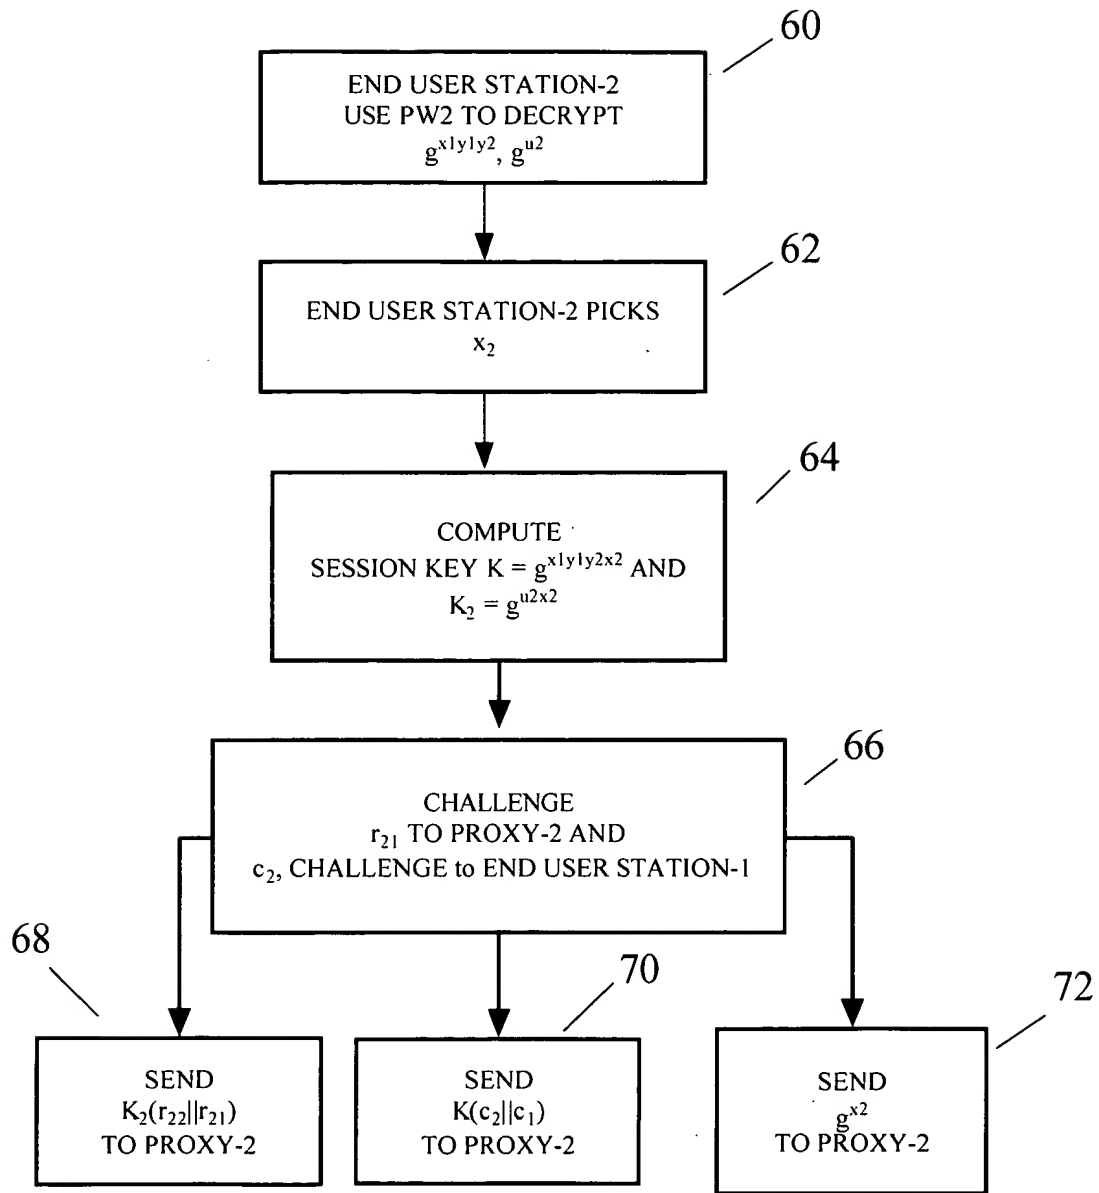 60
END USER STATION-2
USE PW2 TO DECRYPT
g^x1y1y2, g^u2
62
END USER STATION-2 PICKS
x₂
64
COMPUTE
SESSION KEY K = g^x1y1y2x2 AND
K₂ = g^u2x2
66
CHALLENGE
r₂₁ TO PROXY-2 AND
c₂, CHALLENGE to END USER STATION-1
68
SEND
K₂(r₂₂||r₂₁)
TO PROXY-2
70
SEND
K(c₂||c₁)
TO PROXY-2
72
SEND
g^x2
TO PROXY-2